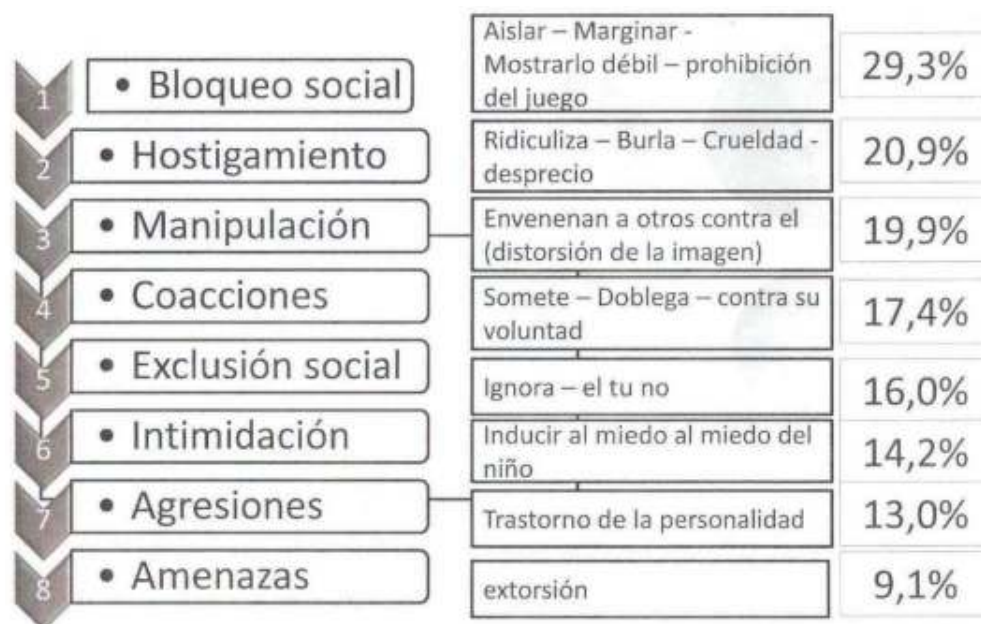 1
• Bloqueo social
Aislar – Marginar -
Mostrarlo débil – prohibición
del juego
29,3%
2
• Hostigamiento
Ridiculiza – Burla – Crueldad -
desprecio
20,9%
3
• Manipulación
Envenenan a otros contra el
(distorsión de la imagen)
19,9%
4
• Coacciones
Somete – Doblega – contra su
voluntad
17,4%
5
• Exclusión social
Ignora – el tu no
16,0%
6
• Intimidación
Inducir al miedo al miedo del
niño
14,2%
7
• Agresiones
Trastorno de la personalidad
13,0%
8
• Amenazas
extorsión
9,1%